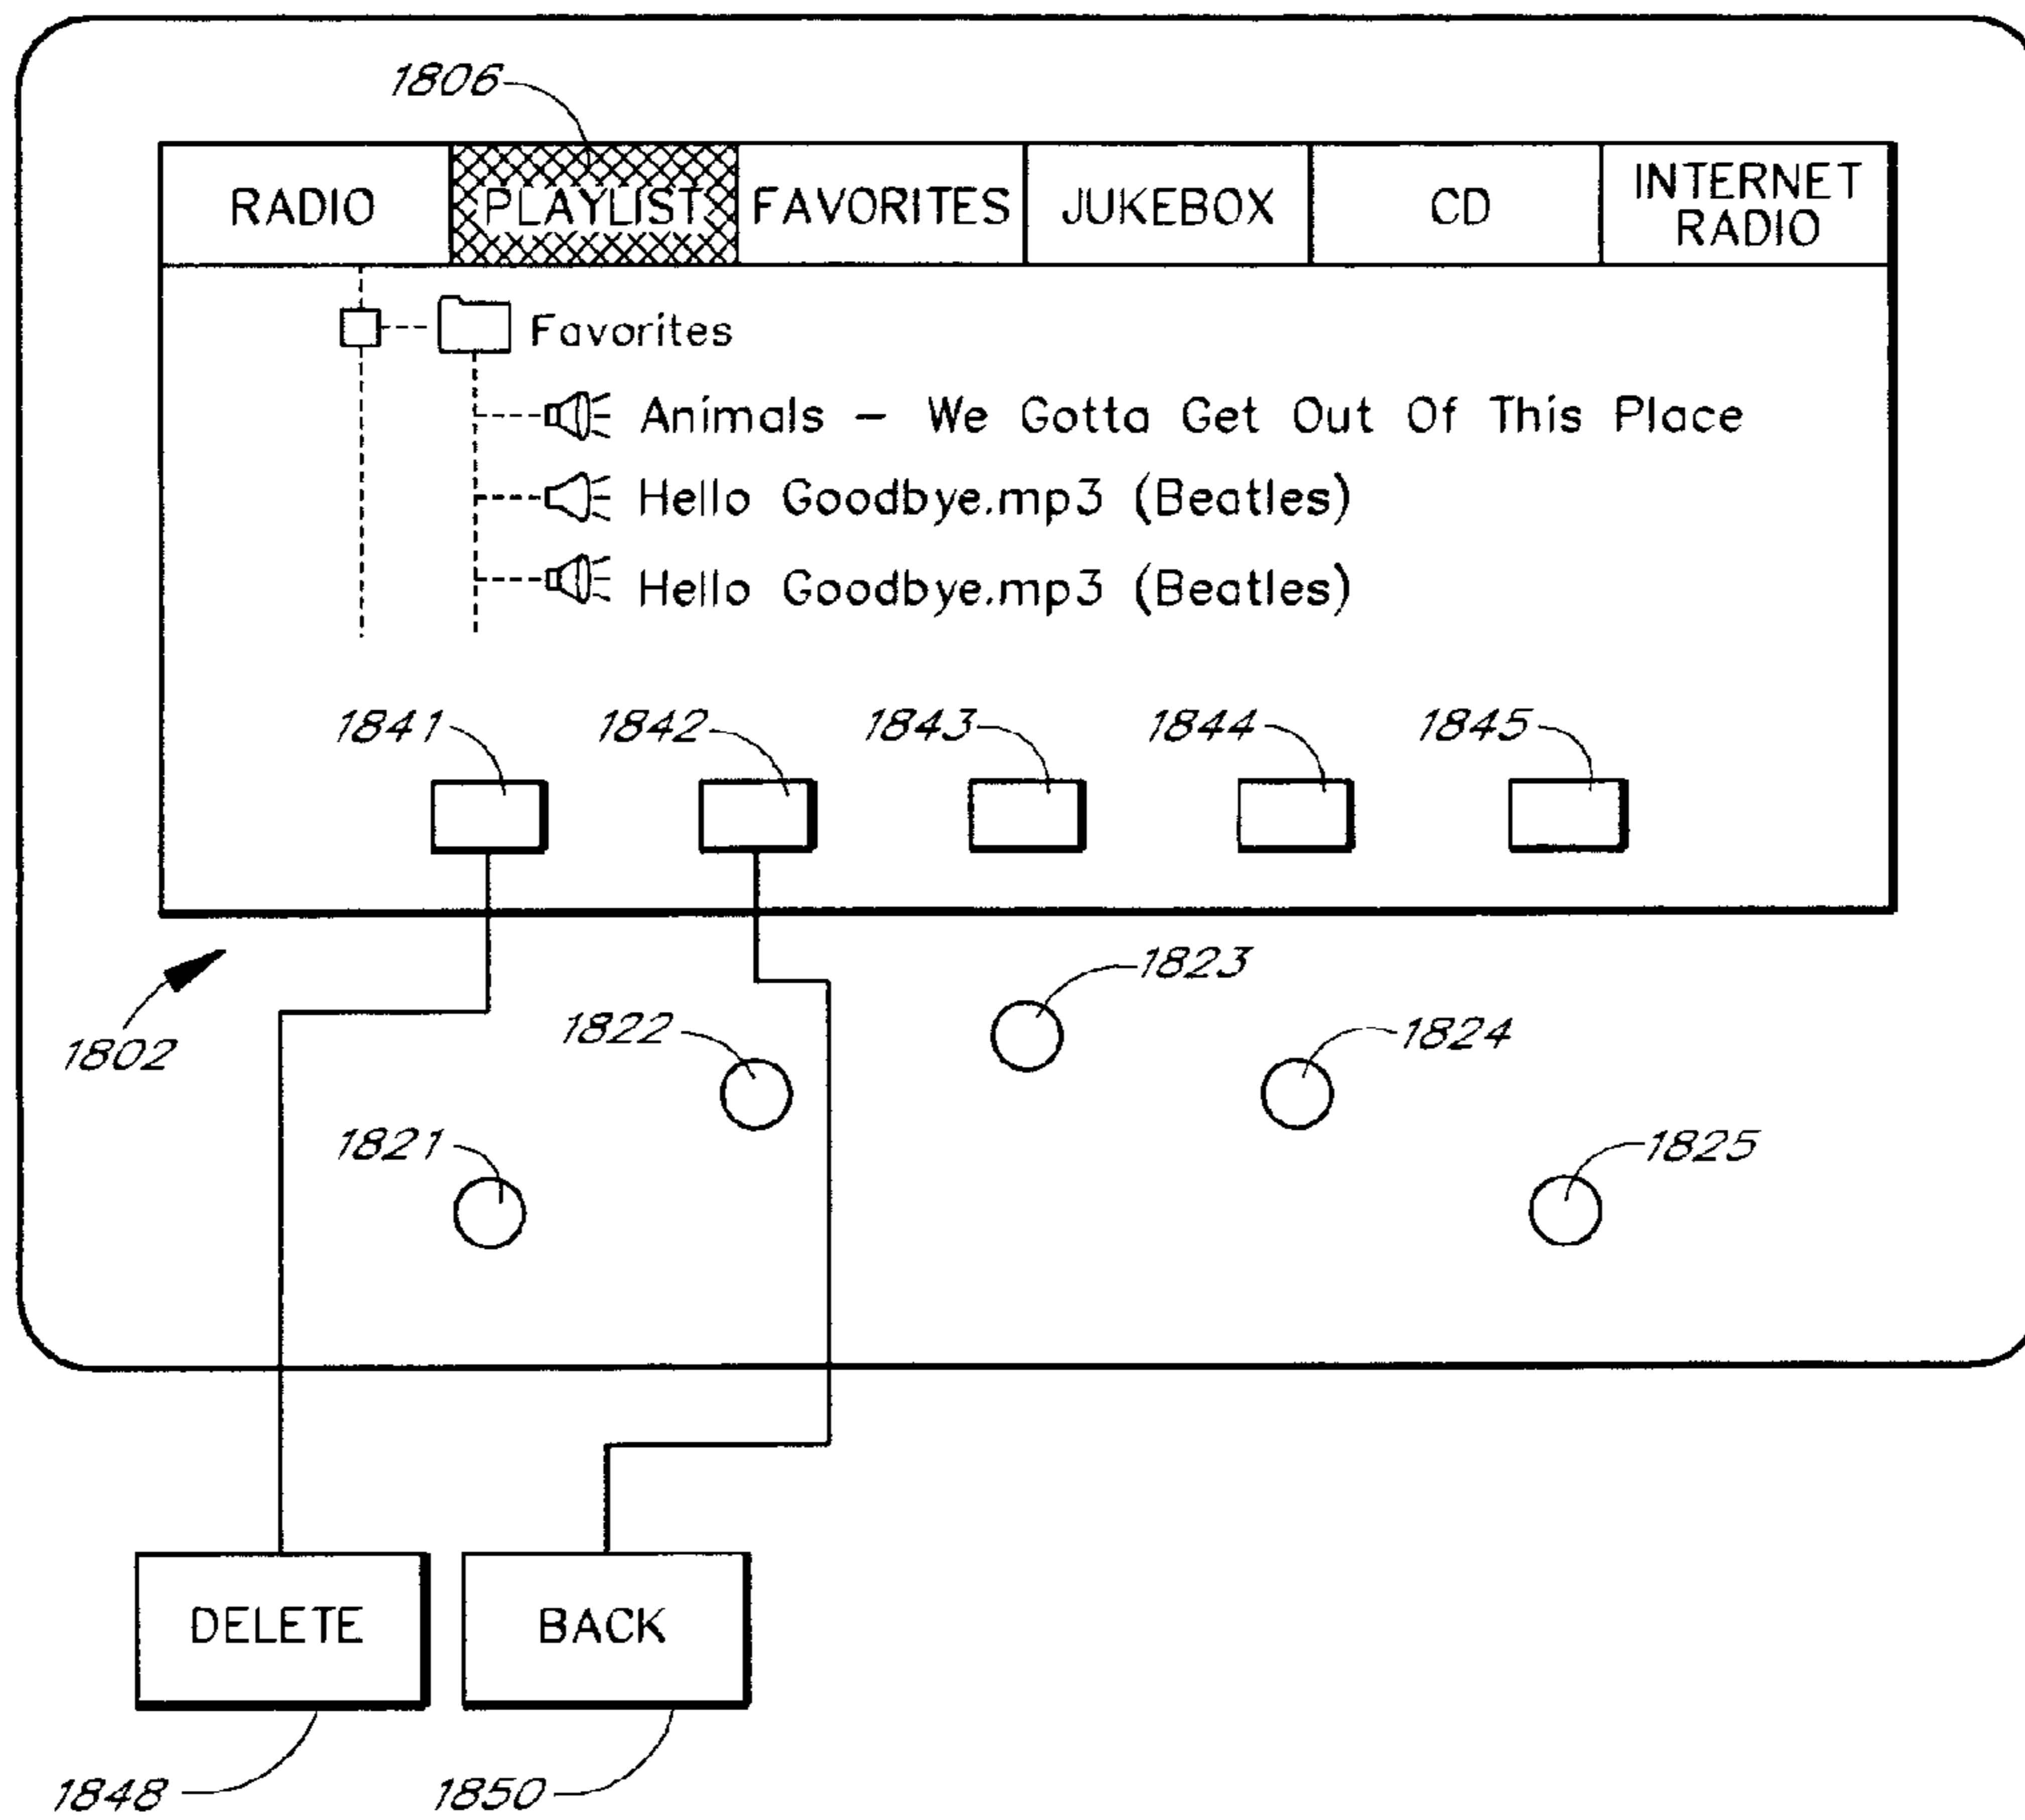 1806
RADIO PLAYLIST FAVORITES JUKEBOX CD INTERNET RADIO
Favorites
Animals – We Gotta Get Out Of This Place
Hello Goodbye.mp3 (Beatles)
Hello Goodbye.mp3 (Beatles)
1841 1842 1843 1844 1845
1823
1802 1822 1824
1821 1825
DELETE BACK
1848 1850